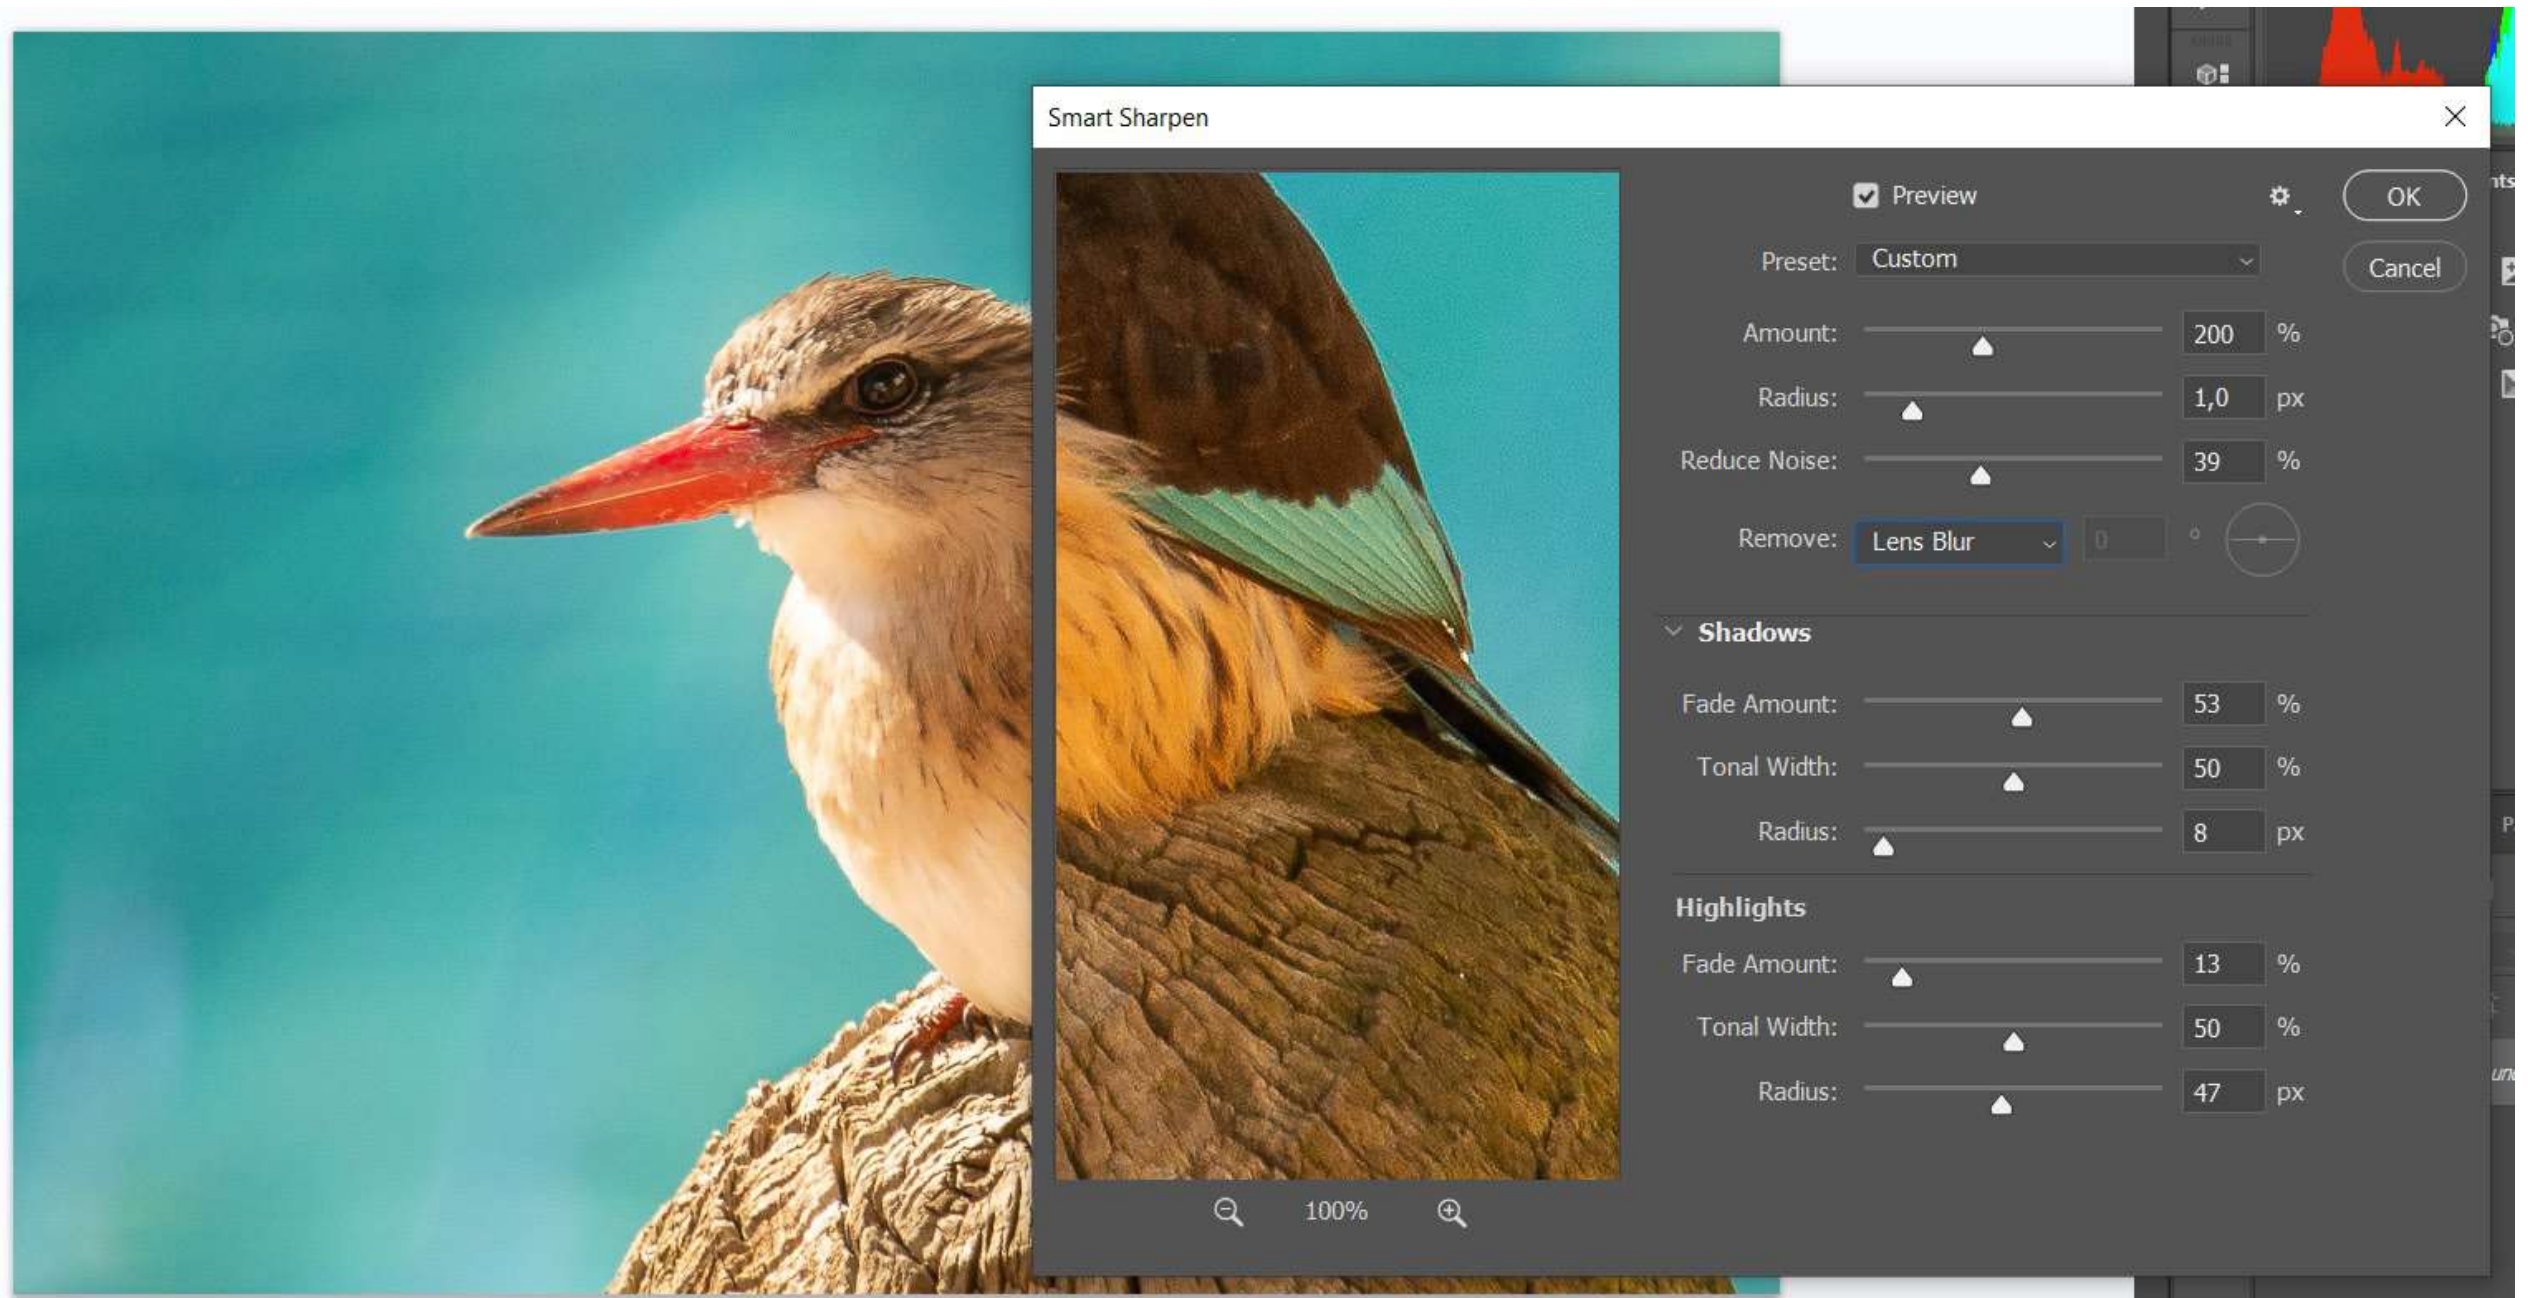 Smart Sharpen
Preview
OK
Preset: Custom
Cancel
Amount: 200 %
Radius: 1,0 px
Reduce Noise: 39 %
Remove: Lens Blur 0 °
Shadows
Fade Amount: 53 %
Tonal Width: 50 %
Radius: 8 px
Highlights
Fade Amount: 13 %
Tonal Width: 50 %
Radius: 47 px
100%